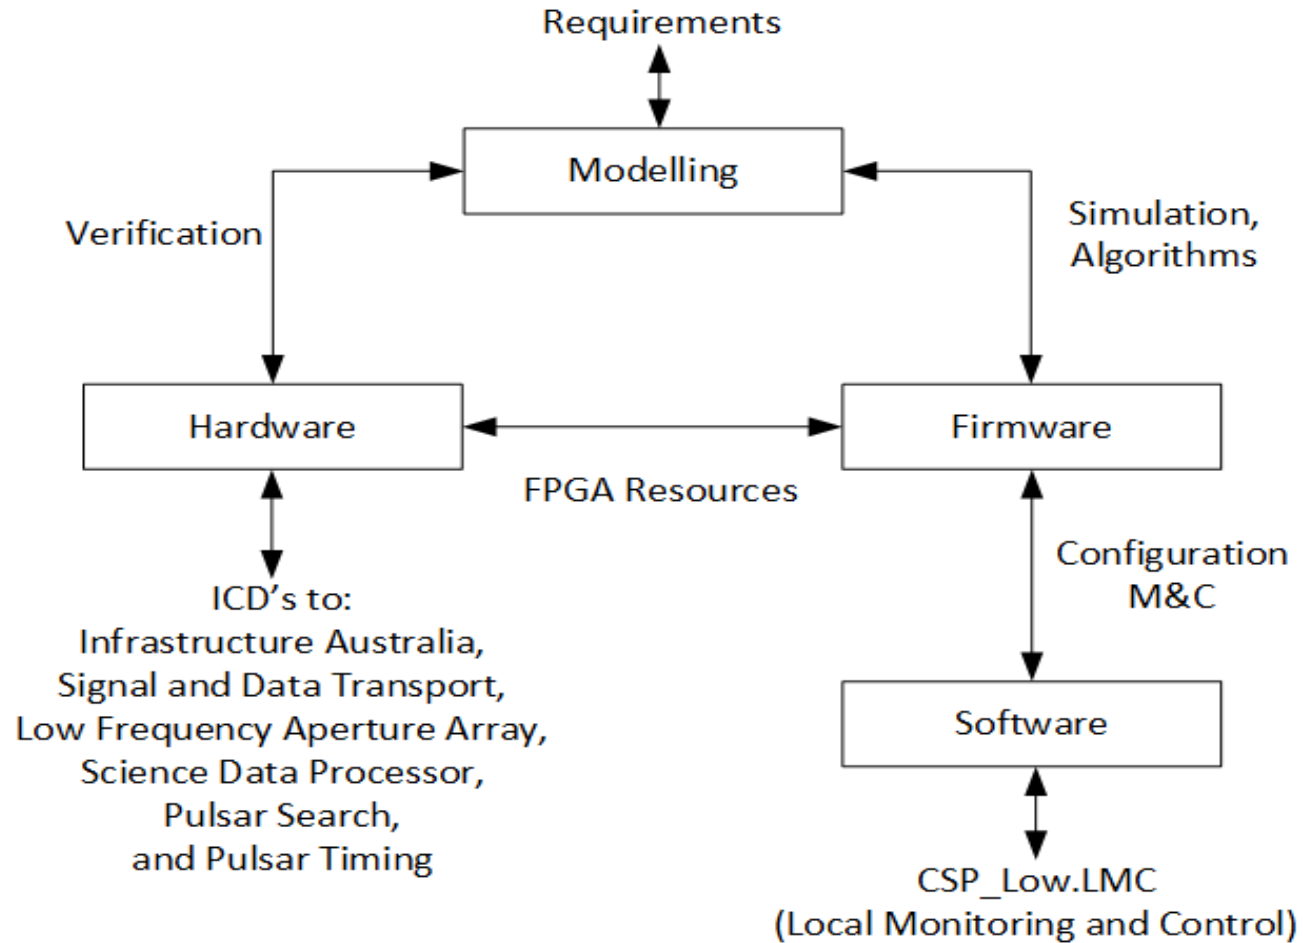 Requirements
Modelling
Verification
Simulation,
Algorithms
Hardware
Firmware
FPGA Resources
ICD’s to:
Infrastructure Australia,
Signal and Data Transport,
Low Frequency Aperture Array,
Science Data Processor,
Pulsar Search,
and Pulsar Timing
Configuration
M&C
Software
CSP_Low.LMC
(Local Monitoring and Control)